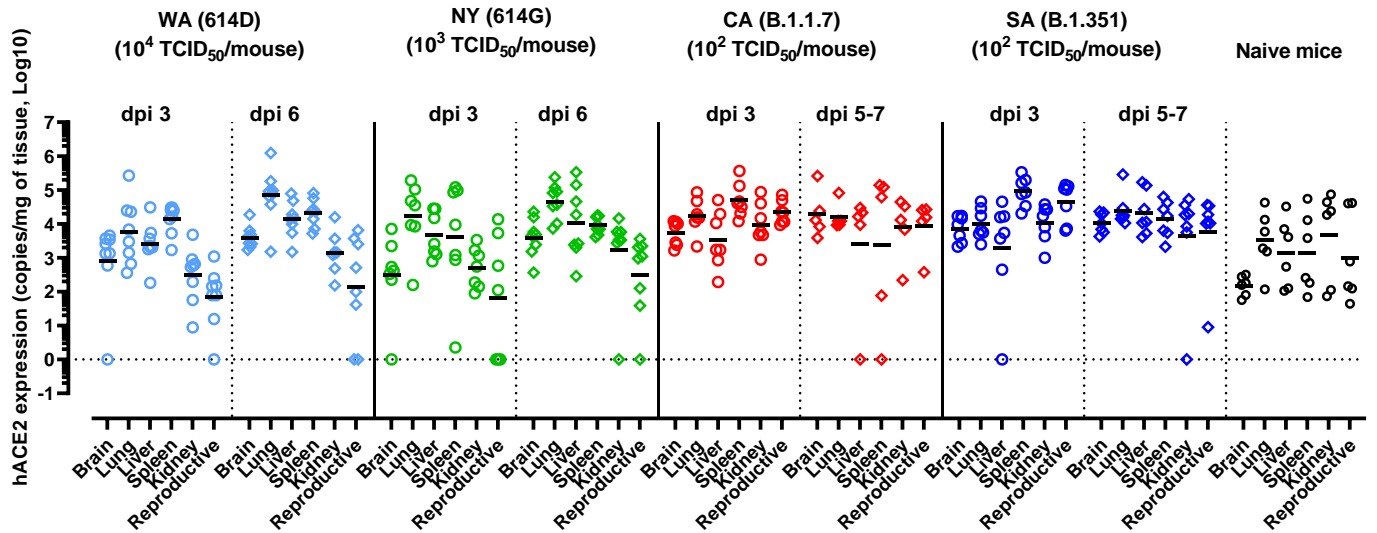 WA (614D)
(10⁴ TCID₅₀/mouse)
NY (614G)
(10³ TCID₅₀/mouse)
CA (B.1.1.7)
(10² TCID₅₀/mouse)
SA (B.1.351)
(10² TCID₅₀/mouse)
Naive mice
dpi 3
dpi 6
dpi 3
dpi 6
dpi 3
dpi 5-7
dpi 3
dpi 5-7
hACE2 expression (copies/mg of tissue, Log10)
7
6
5
4
3
2
1
0
-1
Brain
Lung
Liver
Spleen
Kidney
Reproductive
Brain
Lung
Liver
Spleen
Kidney
Reproductive
Brain
Lung
Liver
Spleen
Kidney
Reproductive
Brain
Lung
Liver
Spleen
Kidney
Reproductive
Brain
Lung
Liver
Spleen
Kidney
Reproductive
Brain
Lung
Liver
Spleen
Kidney
Reproductive
Brain
Lung
Liver
Spleen
Kidney
Reproductive
Brain
Lung
Liver
Spleen
Kidney
Reproductive
Brain
Lung
Liver
Spleen
Kidney
Reproductive